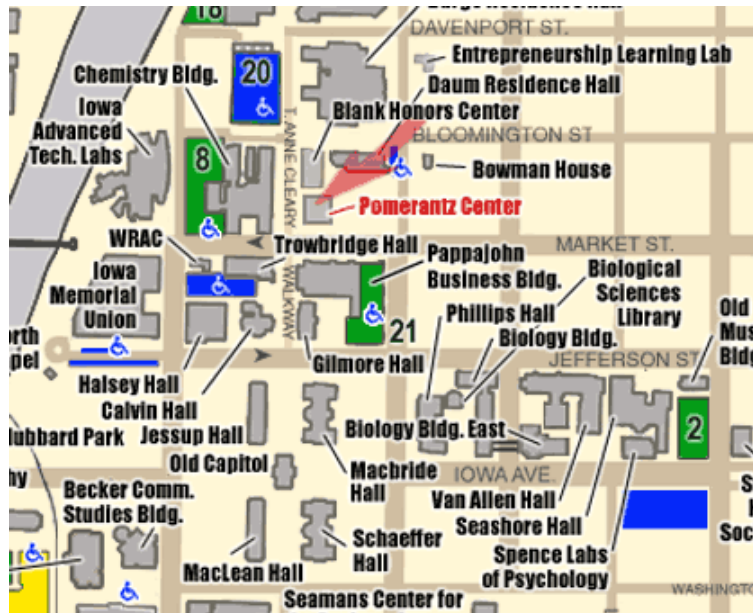 18
DAVENPORT ST.
20
Entrepreneurship Learning Lab
Chemistry Bldg.
Daum Residence Hall
Iowa
Advanced
Tech. Labs
Blank Honors Center
T. ANNE CLEARY
WALKWAY
BLOOMINGTON ST
8
Bowman House
Pomerantz Center
WRAC
Trowbridge Hall
MARKET ST.
Iowa
Memorial
Union
Pappajohn
Business Bldg.
Biological
Sciences
Library
Phillips Hall
Biology Bldg.
Old
Mus
Bldg
21
JEFFERSON ST
Gilmore Hall
Halsey Hall
Calvin Hall
Jessup Hall
Biology Bldg. East
2
Old Capitol
Macbride
Hall
IOWA AVE.
Becker Comm.
Studies Bldg.
Van Allen Hall
Seashore Hall
Schaeffer
Hall
Spence Labs
of Psychology
MacLean Hall
WASHINGTO
Seamans Center for